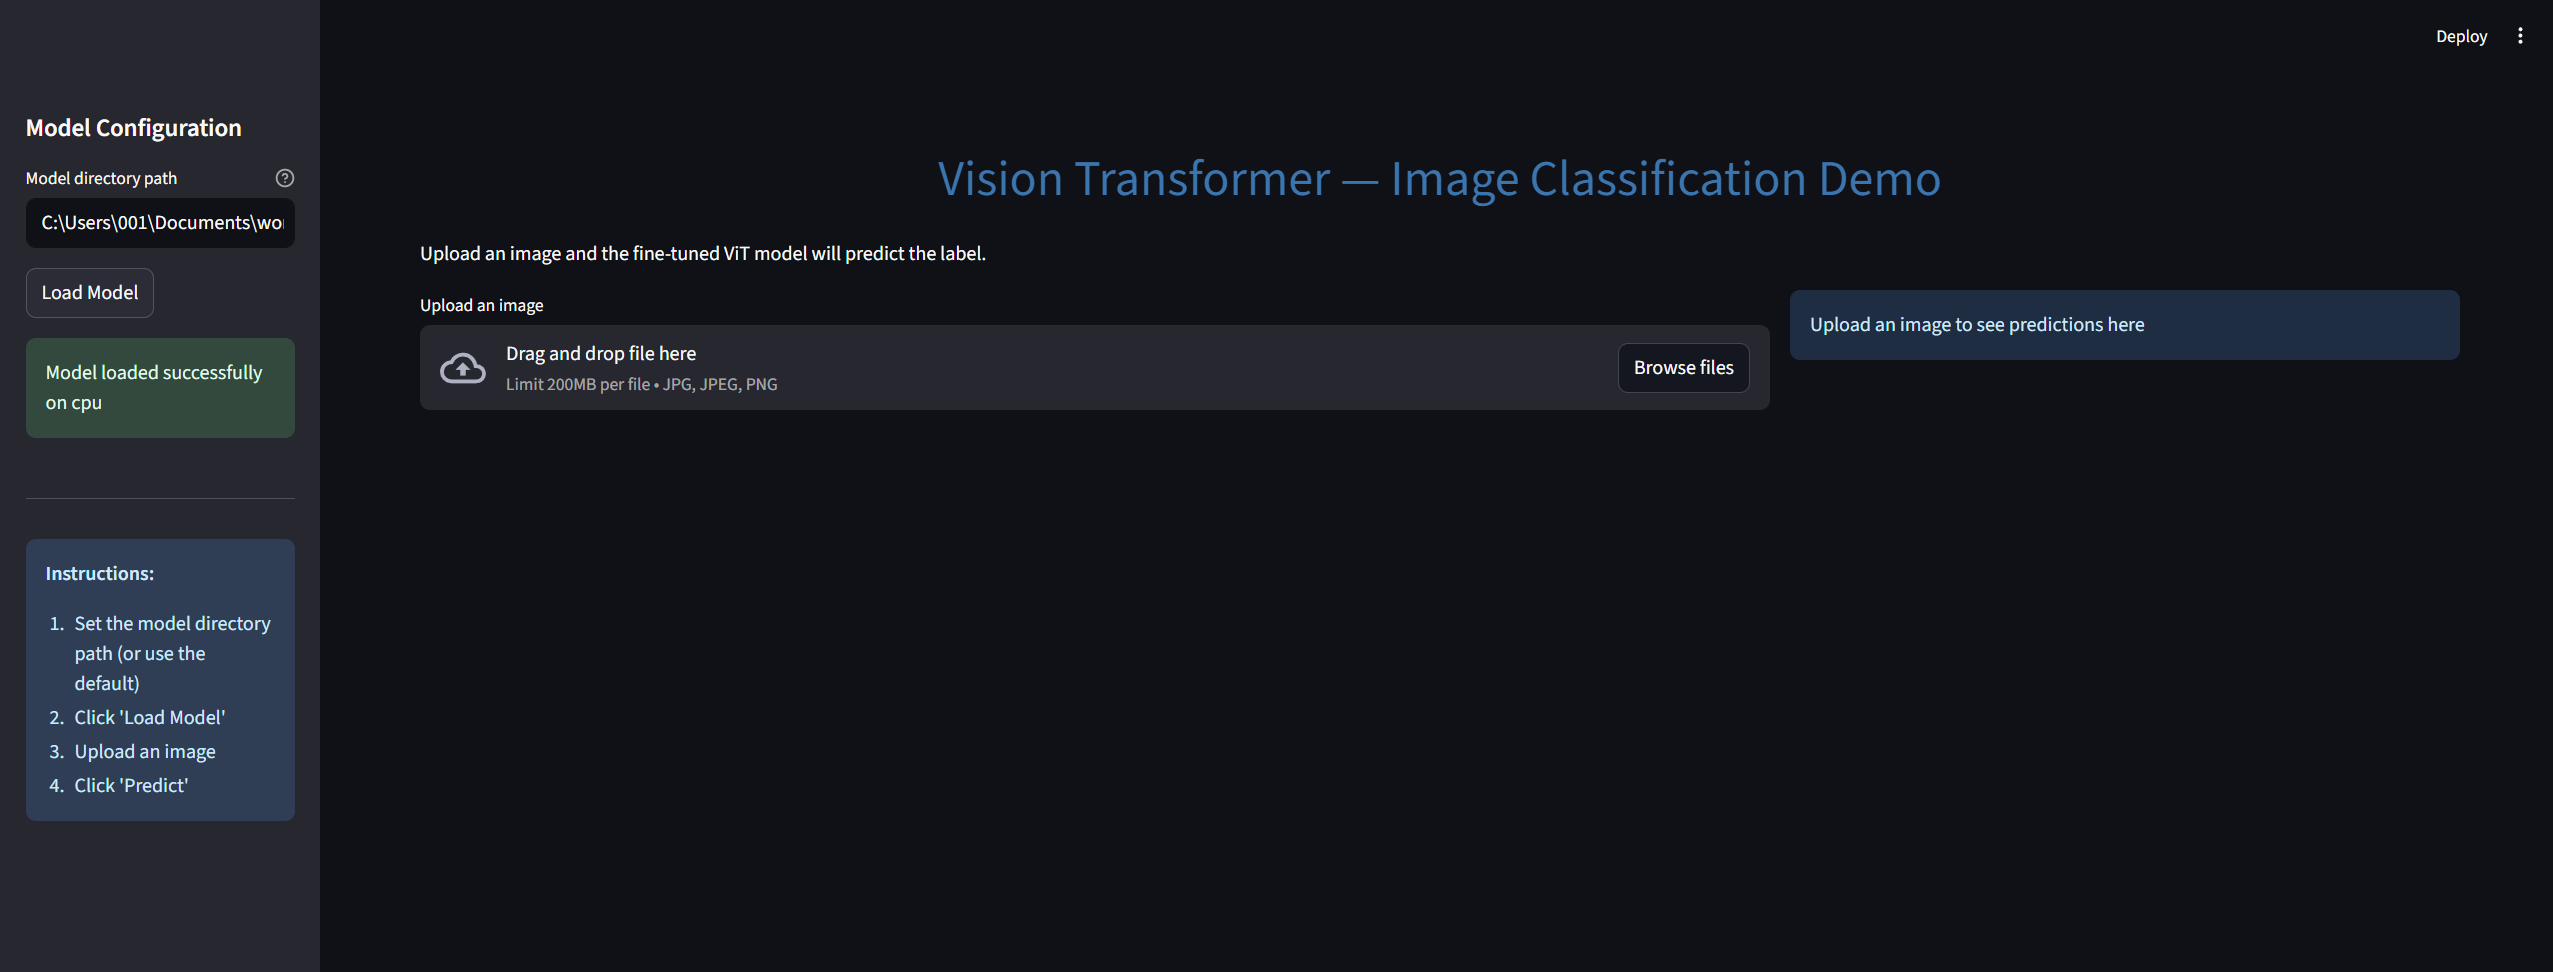 Deploy
Model Configuration
Model directory path
C:\Users\001\Documents\wo
Load Model
Model loaded successfully
on cpu
Instructions:
1. Set the model directory
path (or use the
default)
2. Click 'Load Model'
3. Upload an image
4. Click 'Predict'
Vision Transformer — Image Classification Demo
Upload an image and the fine-tuned ViT model will predict the label.
Upload an image
Drag and drop file here
Limit 200MB per file • JPG, JPEG, PNG
Browse files
Upload an image to see predictions here